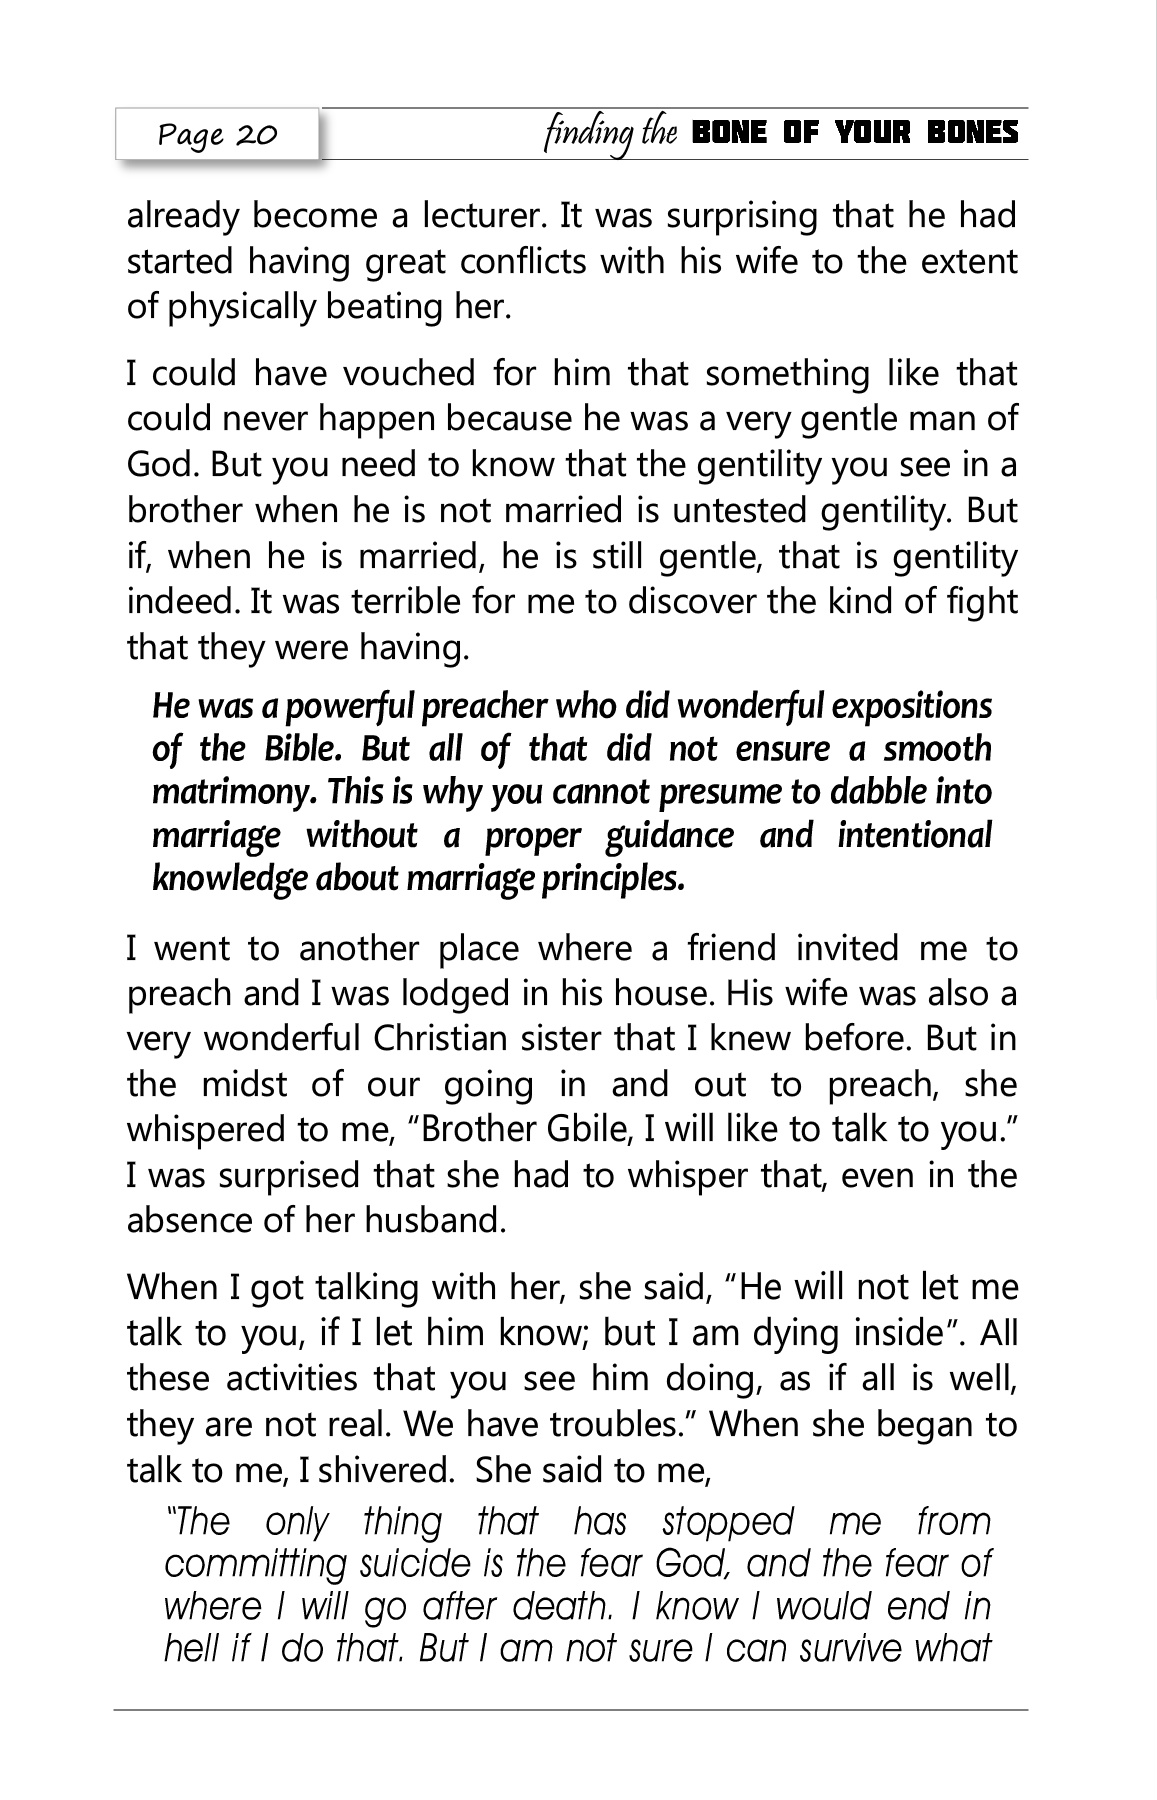 Page 20
finding the BONE OF YOUR BONES
already become a lecturer. It was surprising that he had
started having great conflicts with his wife to the extent
of physically beating her.
I could have vouched for him that something like that
could never happen because he was a very gentle man of
God. But you need to know that the gentility you see in a
brother when he is not married is untested gentility. But
if, when he is married, he is still gentle, that is gentility
indeed. It was terrible for me to discover the kind of fight
that they were having.
He was a powerful preacher who did wonderful expositions
of the Bible. But all of that did not ensure a smooth
matrimony. This is why you cannot presume to dabble into
marriage without a proper guidance and intentional
knowledge about marriage principles.
I went to another place where a friend invited me to
preach and I was lodged in his house. His wife was also a
very wonderful Christian sister that I knew before. But in
the midst of our going in and out to preach, she
whispered to me, “Brother Gbile, I will like to talk to you.”
I was surprised that she had to whisper that, even in the
absence of her husband.
When I got talking with her, she said, “He will not let me
talk to you, if I let him know; but I am dying inside”. All
these activities that you see him doing, as if all is well,
they are not real. We have troubles.” When she began to
talk to me, I shivered.  She said to me,
“The only thing that has stopped me from
committing suicide is the fear God, and the fear of
where I will go after death. I know I would end in
hell if I do that. But I am not sure I can survive what